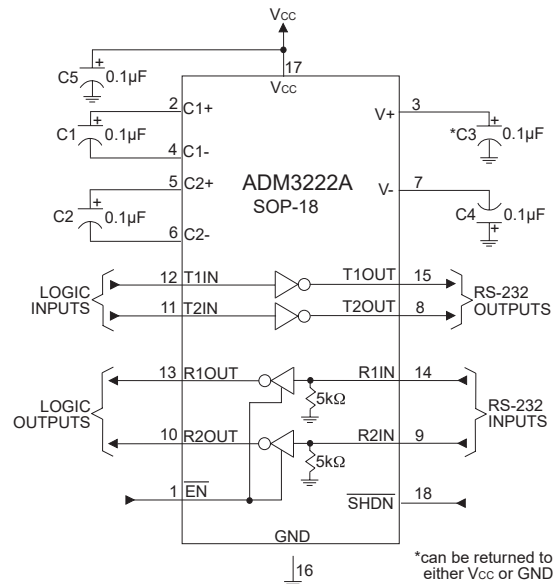 Vcc
C5
+
0.1µF
17
Vcc
2
C1+
V+
3
+
C1
0.1µF
+
*C3
0.1µF
4
C1-
5
C2+
ADM3222A
V-
7
+
C2
0.1µF
SOP-18
C4
0.1µF
+
6
C2-
LOGIC
INPUTS
12
T1IN
T1OUT
15
11
T2IN
T2OUT
8
RS-232
OUTPUTS
LOGIC
OUTPUTS
13
R1OUT
R1IN
14
5kΩ
10
R2OUT
R2IN
9
5kΩ
RS-232
INPUTS
1
EN
SHDN
18
GND
16
*can be returned to
either Vcc or GND